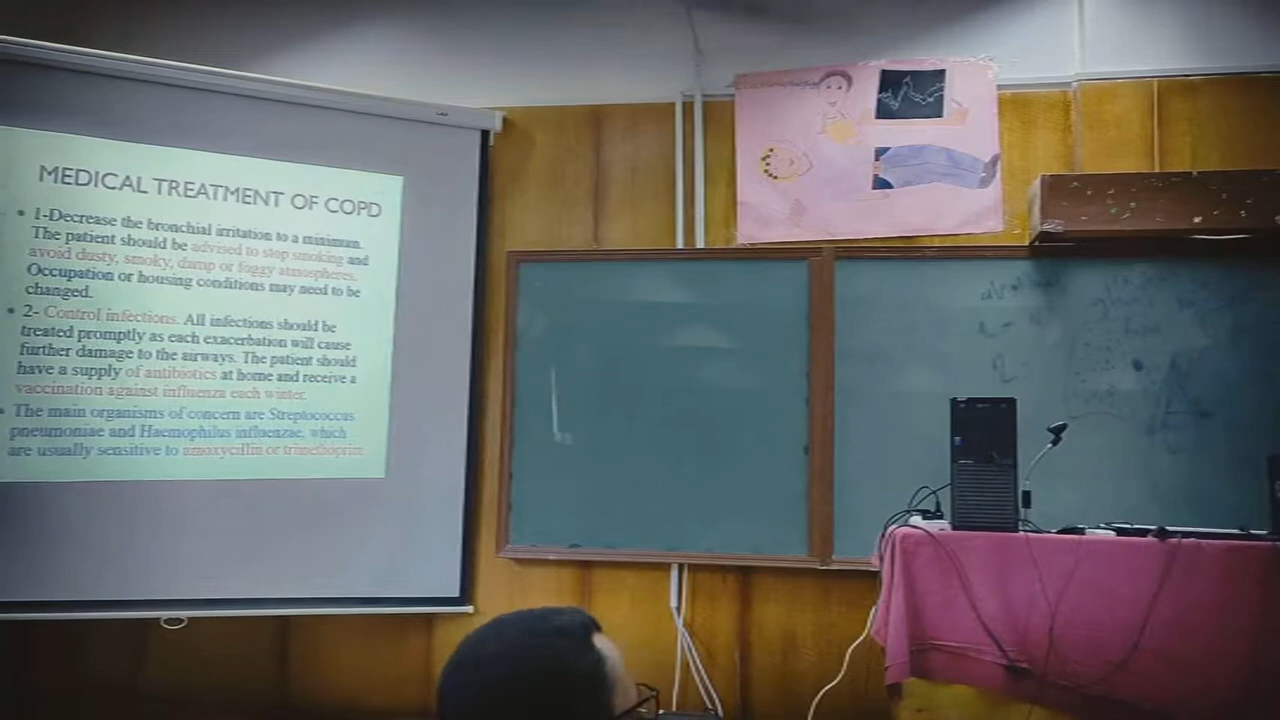 MEDICAL TREATMENT OF COPD
• 1-Decrease the bronchial irritation to a minimum.
The patient should be advised to stop smoking and
avoid dusty, smoky, damp or foggy atmospheres.
Occupation or housing conditions may need to be
changed.
• 2- Control infections. All infections should be
treated promptly as each exacerbation will cause
further damage to the airways. The patient should
have a supply of antibiotics at home and receive a
vaccination against influenza each winter.
• The main organisms of concern are Streptococcus
pneumoniae and Haemophilus influenzae, which
are usually sensitive to amoxycillin or trimethoprim